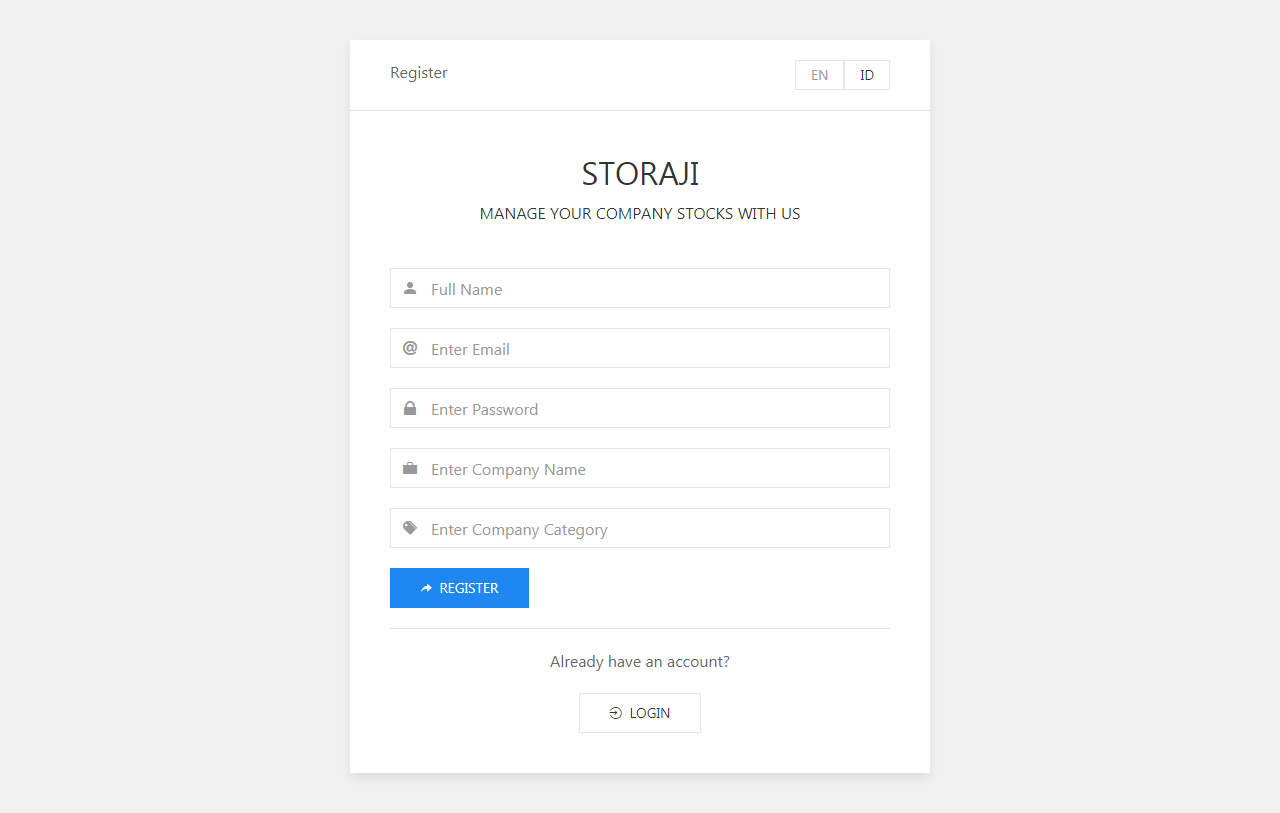 Register
EN ID
STORAJI
MANAGE YOUR COMPANY STOCKS WITH US
Full Name
Enter Email
Enter Password
Enter Company Name
Enter Company Category
REGISTER
Already have an account?
LOGIN